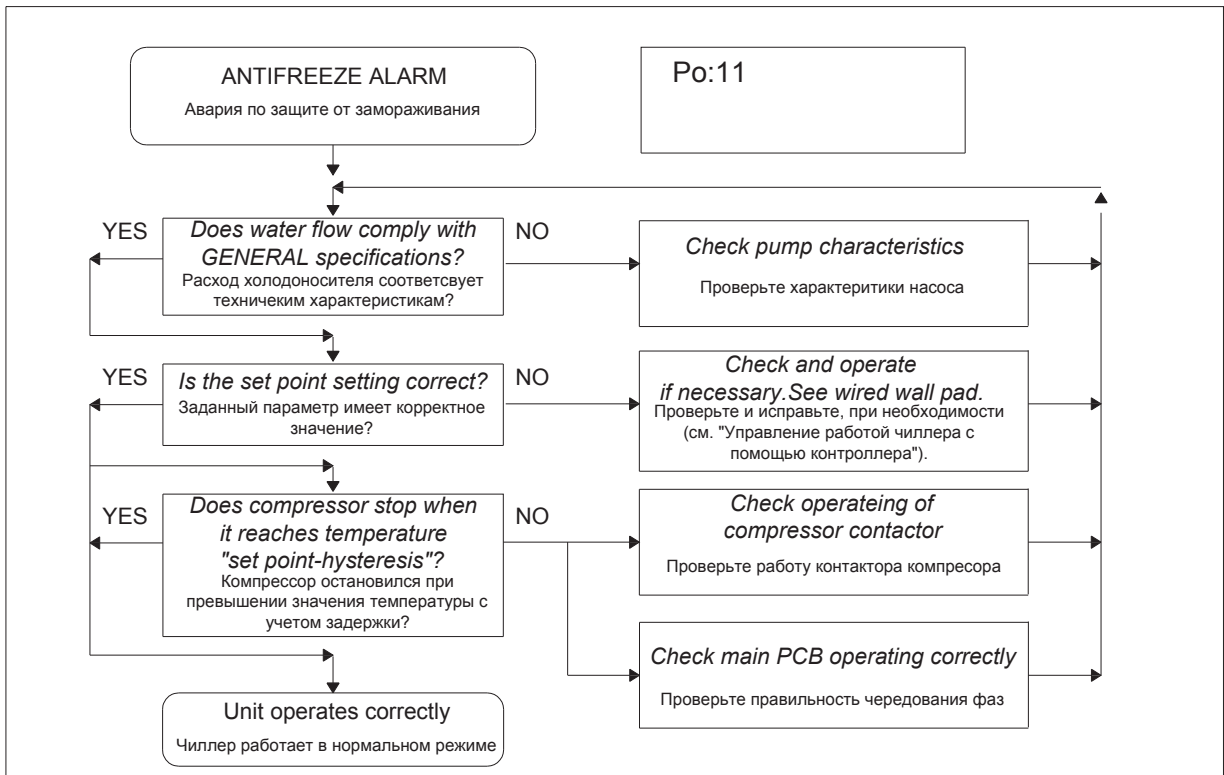 ANTIFREEZE ALARM
Авария по защите от замораживания
Po:11
YES
Does water flow comply with
GENERAL specifications?
Расход холодоносителя соответсвует
техничеким характеристикам?
NO
Check pump characteristics
Проверьте характеритики насоса
YES
Is the set point setting correct?
Заданный параметр имеет корректное
значение?
NO
Check and operate
if necessary.See wired wall pad.
Проверьте и исправьте, при необходимости
(см. "Управление работой чиллера с
помощью контроллера").
YES
Does compressor stop when
it reaches temperature
"set point-hysteresis"?
Компрессор остановился при
превышении значения температуры с
учетом задержки?
NO
Check operateing of
compressor contactor
Проверьте работу контактора компресора
Check main PCB operating correctly
Проверьте правильность чередования фаз
Unit operates correctly
Чиллер работает в нормальном режиме